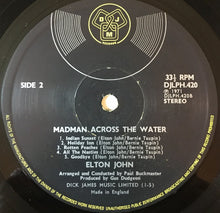 DJM
SIDE 2
33⅓ RPM
DJLPH.420
℗ 1971
DJLPH.420B
STEREO
MADMAN ACROSS THE WATER
1. Indian Sunset (Elton John/Bernie Taupin)
2. Holiday Inn (Elton John/Bernie Taupin)
3. Rotten Peaches (Elton John/Bernie Taupin)
4. All The Nasties (Elton John/Bernie Taupin)
5. Goodbye (Elton John/Bernie Taupin)
ELTON JOHN
Arranged and Conducted by Paul Buckmaster
Produced by Gus Dudgeon
DICK JAMES MUSIC LIMITED (1-5)
Made in England